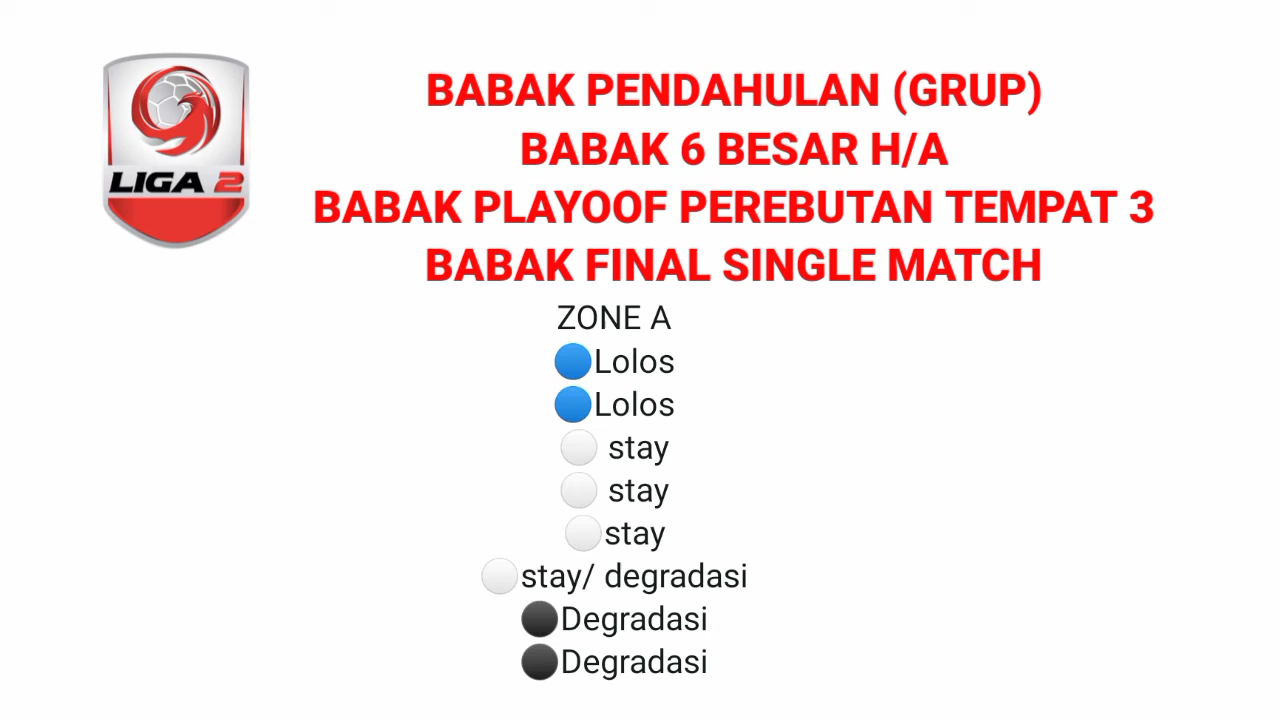 LIGA 2
BABAK PENDAHULAN (GRUP)
BABAK 6 BESAR H/A
BABAK PLAYOOF PEREBUTAN TEMPAT 3
BABAK FINAL SINGLE MATCH
ZONE A
🔵Lolos
🔵Lolos
⚪ stay
⚪ stay
⚪stay
⚪stay/ degradasi
⚫Degradasi
⚫Degradasi